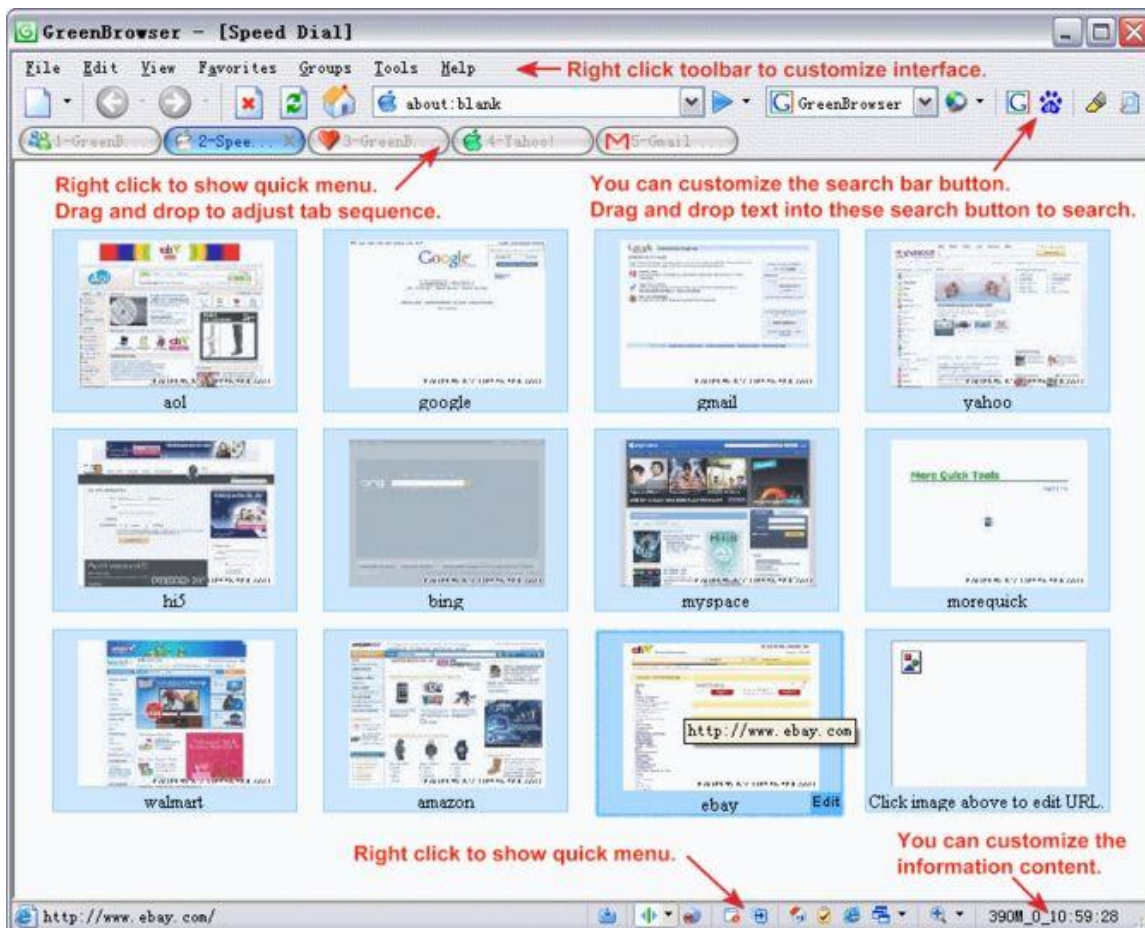 GreenBrowser - [Speed Dial]
File Edit View Favorites Groups Tools Help
Right click toolbar to customize interface.
about:blank
GreenBrowser
1-GreenB...
2-Spee...
3-GreenB...
4-Yahoo!
5-Gmail ...
Right click to show quick menu.
Drag and drop to adjust tab sequence.
You can customize the search bar button.
Drag and drop text into these search button to search.
Google
aol
google
gmail
yahoo
More Quick Tools
hi5
bing
myspace
morequick
http://www.ebay.com
walmart
amazon
ebay
Edit
Click image above to edit URL.
Right click to show quick menu.
You can customize the
information content.
http://www.ebay.com/
390M_0_10:59:28